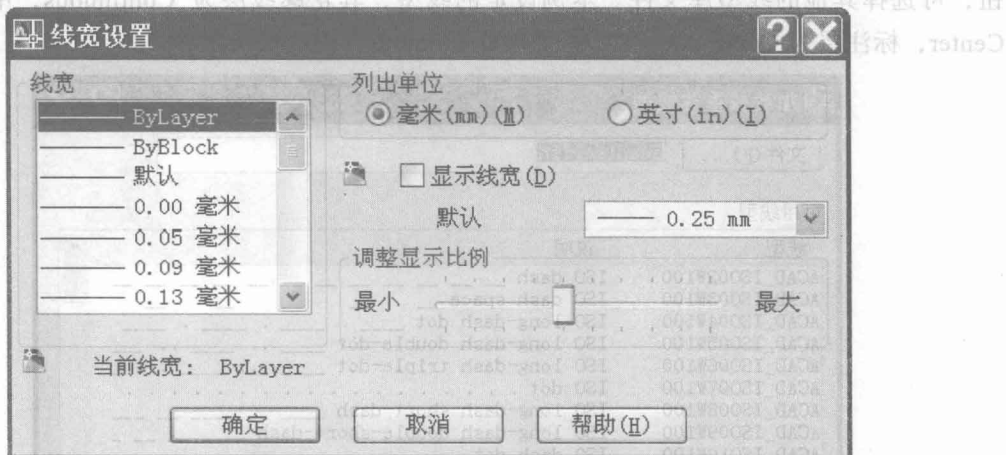 线宽设置
线宽
ByLayer
ByBlock
默认
0.00 毫米
0.05 毫米
0.09 毫米
0.13 毫米
列出单位
毫米(mm)(M)
英寸(in)(I)
显示线宽(D)
默认
0.25 mm
调整显示比例
最小
最大
当前线宽: ByLayer
确定
取消
帮助(H)